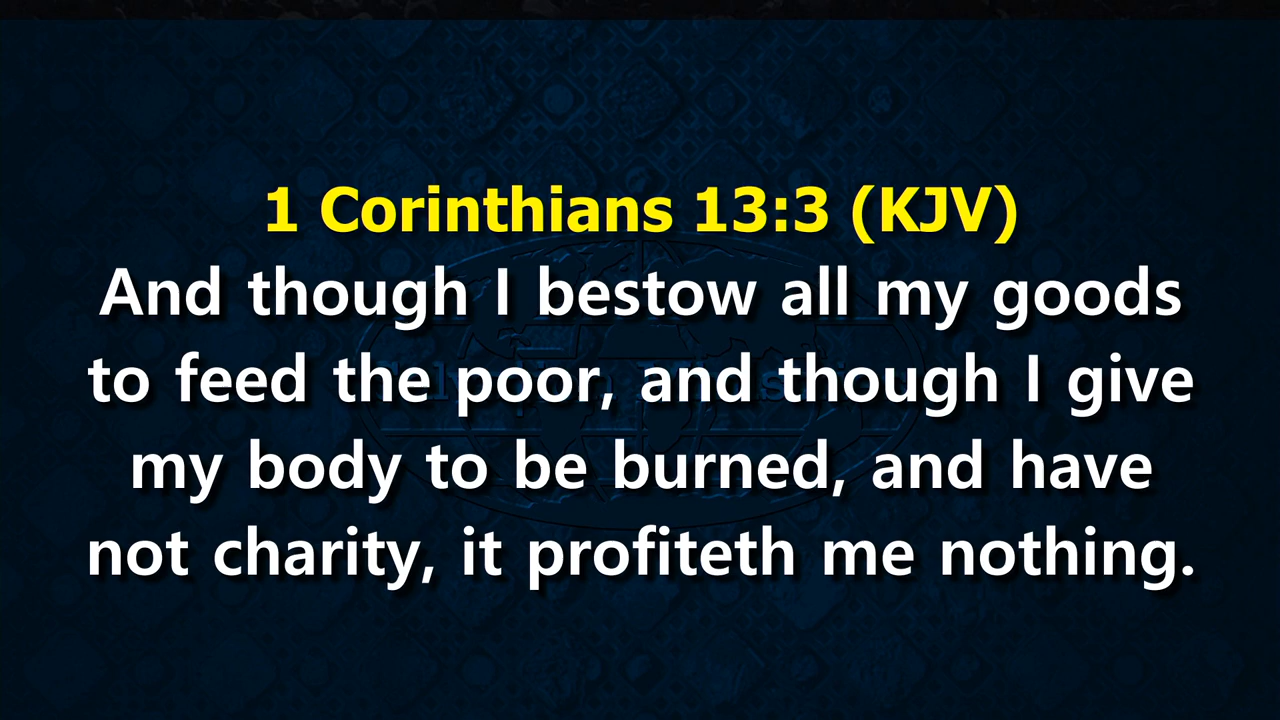 1 Corinthians 13:3 (KJV)
And though I bestow all my goods
to feed the poor, and though I give
my body to be burned, and have
not charity, it profiteth me nothing.